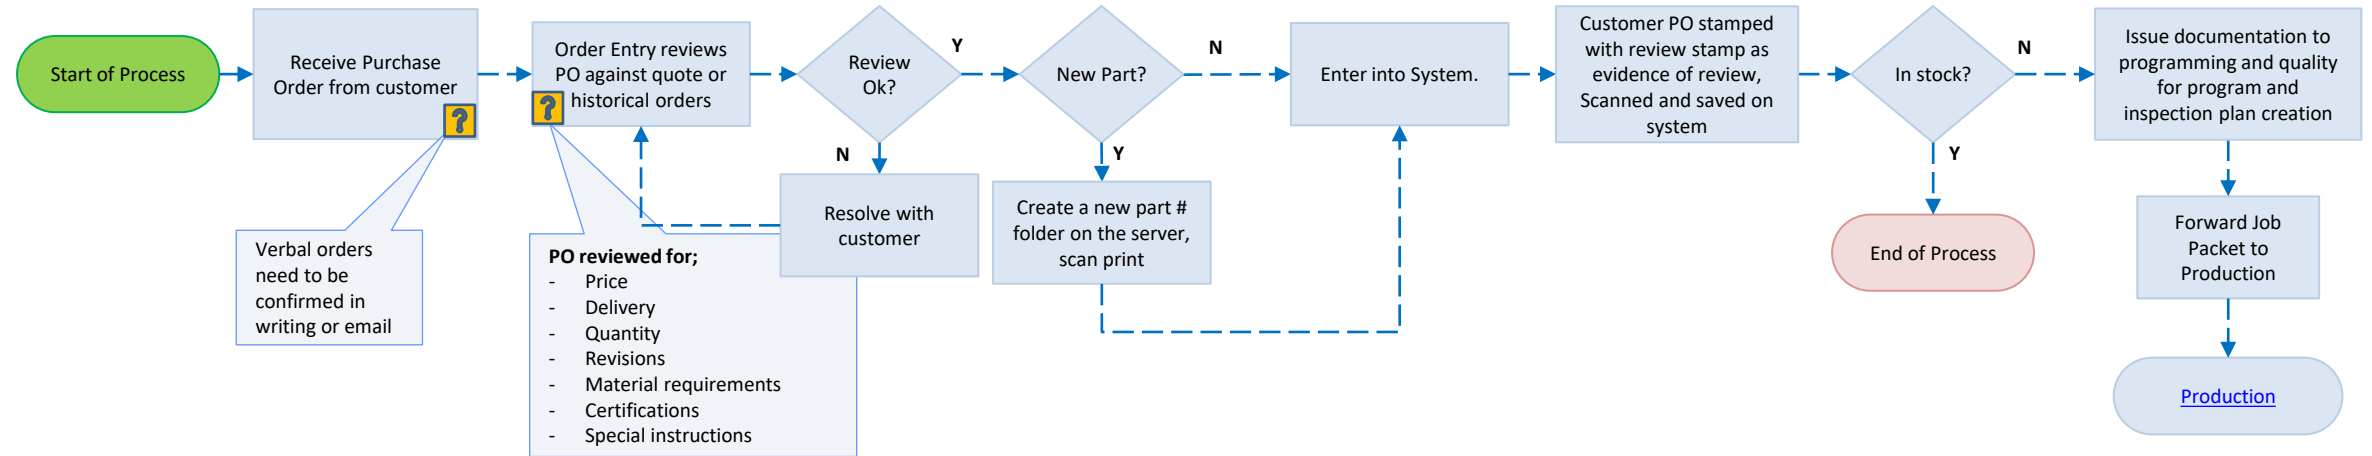 Start of Process
Receive Purchase
Order from customer
?
Verbal orders
need to be
confirmed in
writing or email
Order Entry reviews
PO against quote or
historical orders
?
PO reviewed for;
- Price
- Delivery
- Quantity
- Revisions
- Material requirements
- Certifications
- Special instructions
Review
Ok?
Y
N
Resolve with
customer
New Part?
N
Y
Create a new part #
folder on the server,
scan print
Enter into System.
Customer PO stamped
with review stamp as
evidence of review,
Scanned and saved on
system
In stock?
N
Y
End of Process
Issue documentation to
programming and quality
for program and
inspection plan creation
Forward Job
Packet to
Production
Production